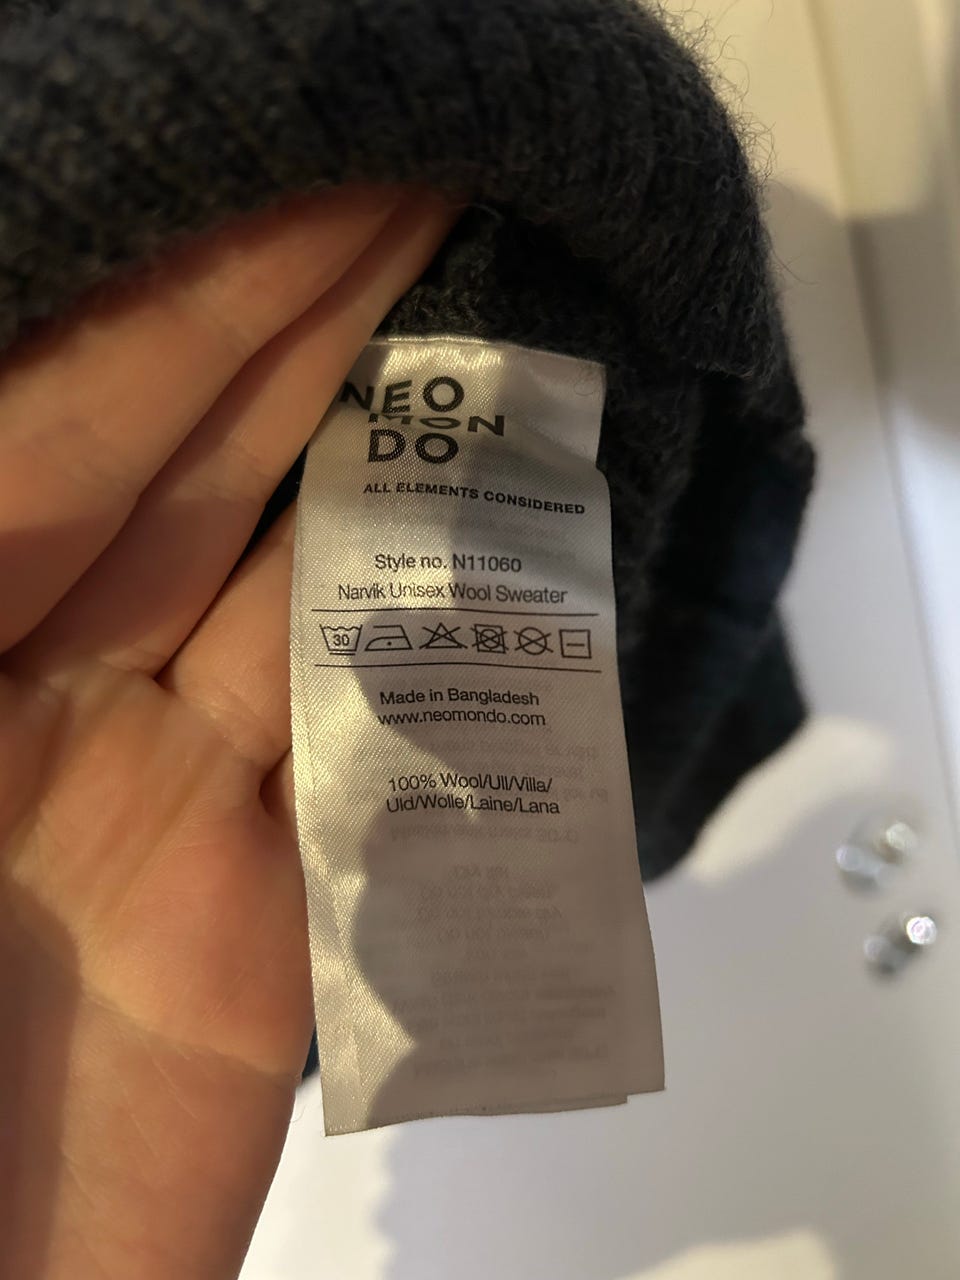 NEO
MON
DO
ALL ELEMENTS CONSIDERED
Style no. N11060
Narvik Unisex Wool Sweater
30
Made in Bangladesh
www.neomondo.com
100% Wool/Ull/Villa/
Uld/Wolle/Laine/Lana